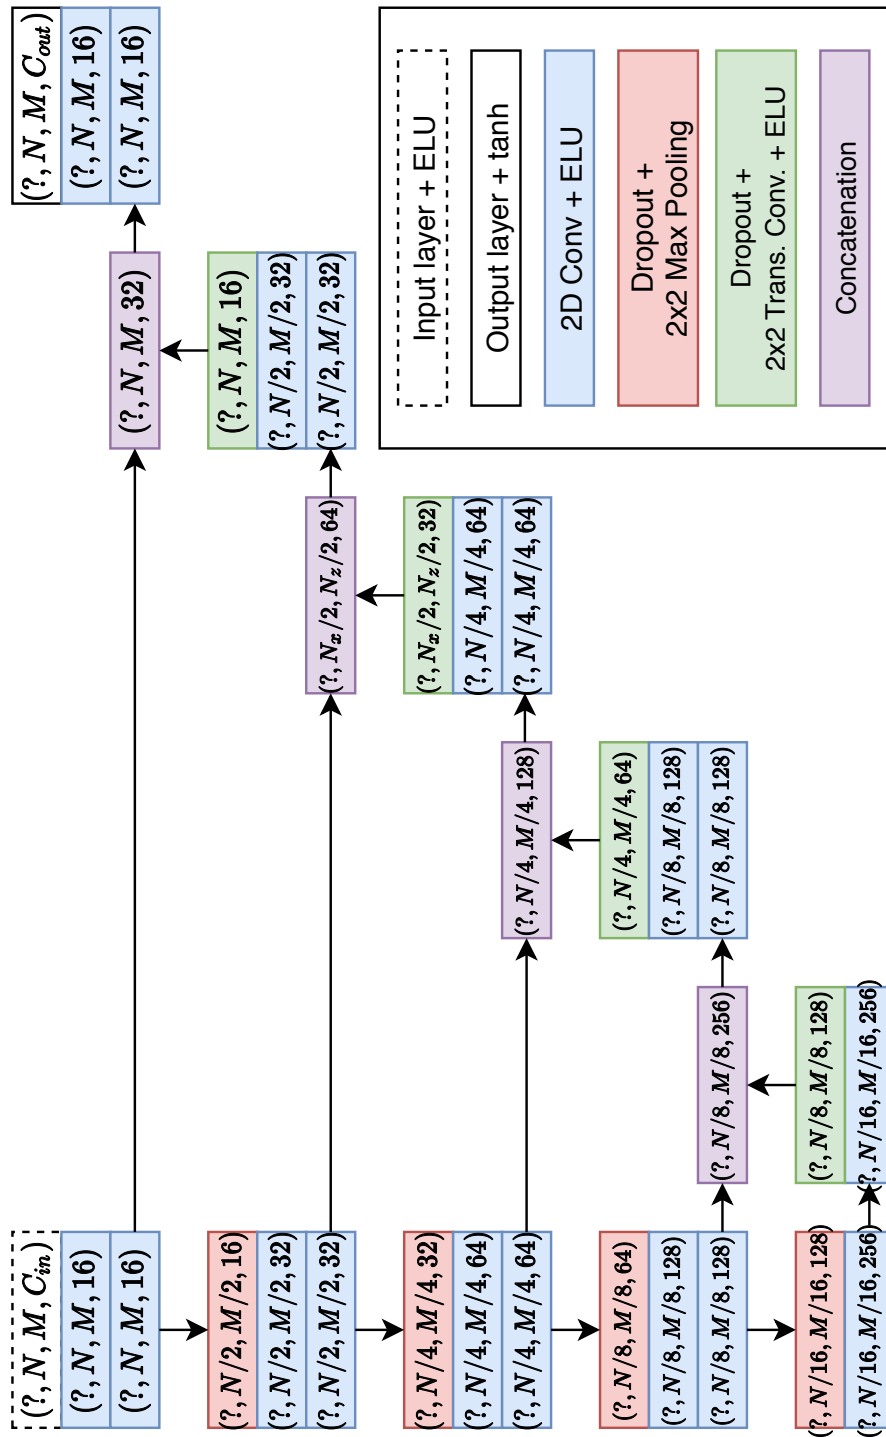 (?, N, M, C_in)
(?, N, M, 16)
(?, N, M, 16)
(?, N/2, M/2, 16)
(?, N/2, M/2, 32)
(?, N/2, M/2, 32)
(?, N/4, M/4, 32)
(?, N/4, M/4, 64)
(?, N/4, M/4, 64)
(?, N/8, M/8, 64)
(?, N/8, M/8, 128)
(?, N/8, M/8, 128)
(?, N/16, M/16, 128)
(?, N/16, M/16, 256)
(?, N/8, M/8, 256)
(?, N/8, M/8, 128)
(?, N/16, M/16, 256)
(?, N/4, M/4, 128)
(?, N/4, M/4, 64)
(?, N/8, M/8, 128)
(?, N/8, M/8, 128)
(?, N_x/2, N_z/2, 64)
(?, N_x/2, N_z/2, 32)
(?, N/4, M/4, 64)
(?, N/4, M/4, 64)
(?, N, M, 32)
(?, N, M, 16)
(?, N/2, M/2, 32)
(?, N/2, M/2, 32)
(?, N, M, C_out)
(?, N, M, 16)
(?, N, M, 16)
Input layer + ELU
Output layer + tanh
2D Conv + ELU
Dropout +
2x2 Max Pooling
Dropout +
2x2 Trans. Conv. + ELU
Concatenation